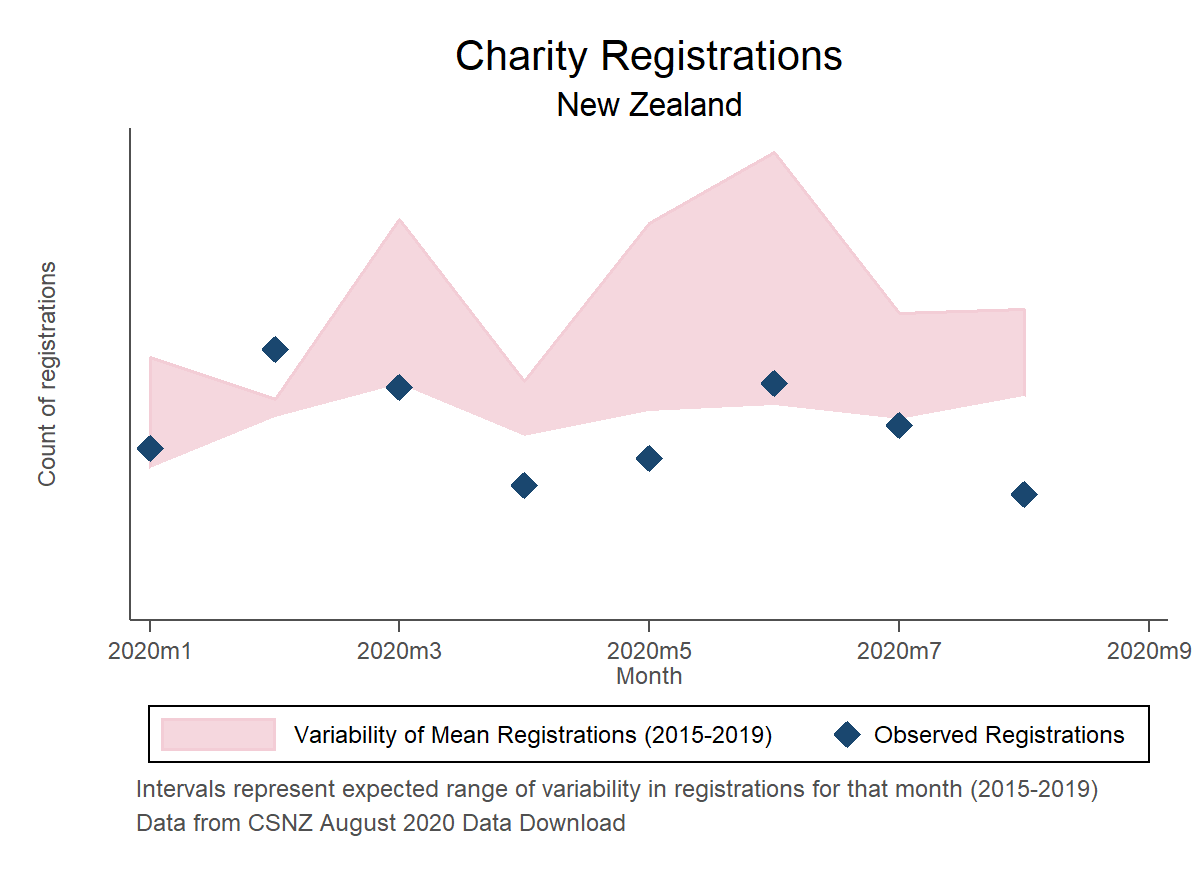 Charity Registrations
New Zealand
Count of registrations
2020m1 2020m3 2020m5 2020m7 2020m9
Month
Variability of Mean Registrations (2015-2019) Observed Registrations
Intervals represent expected range of variability in registrations for that month (2015-2019)
Data from CSNZ August 2020 Data Download